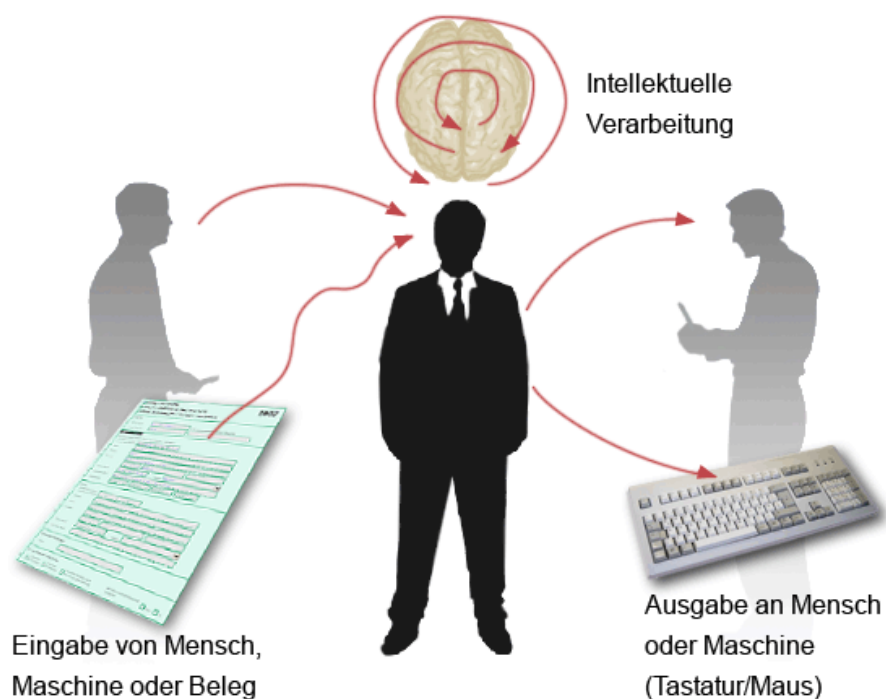 Intellektuelle
Verarbeitung
Eingabe von Mensch,
Maschine oder Beleg
Ausgabe an Mensch
oder Maschine
(Tastatur/Maus)